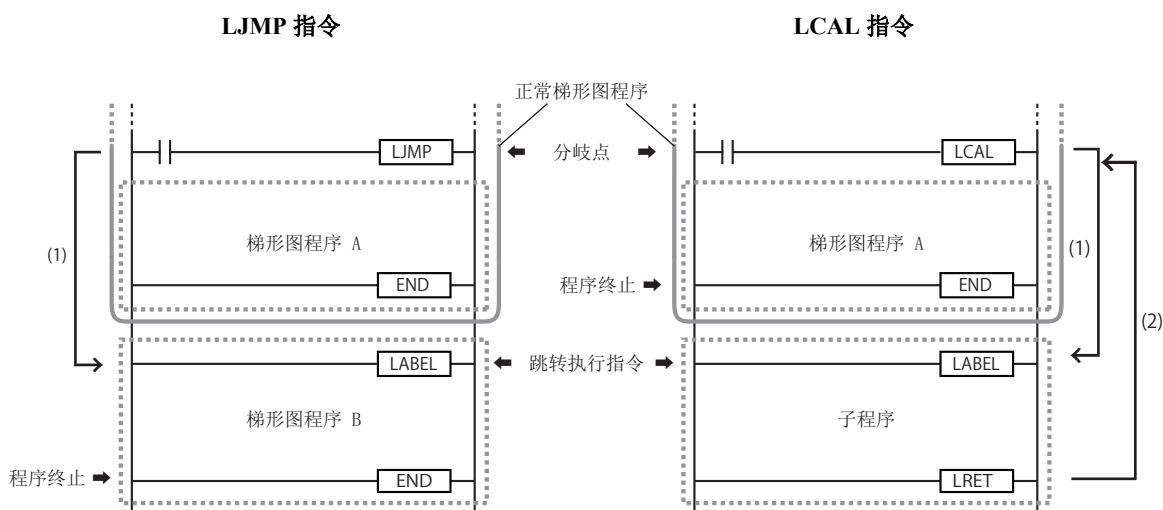 LJMP 指令
LCAL 指令
正常梯形图程序
LJMP
分岐点
LCAL
(1)
梯形图程序 A
梯形图程序 A
(1)
END
程序终止
END
(2)
LABEL
跳转执行指令
LABEL
梯形图程序 B
子程序
程序终止
END
LRET